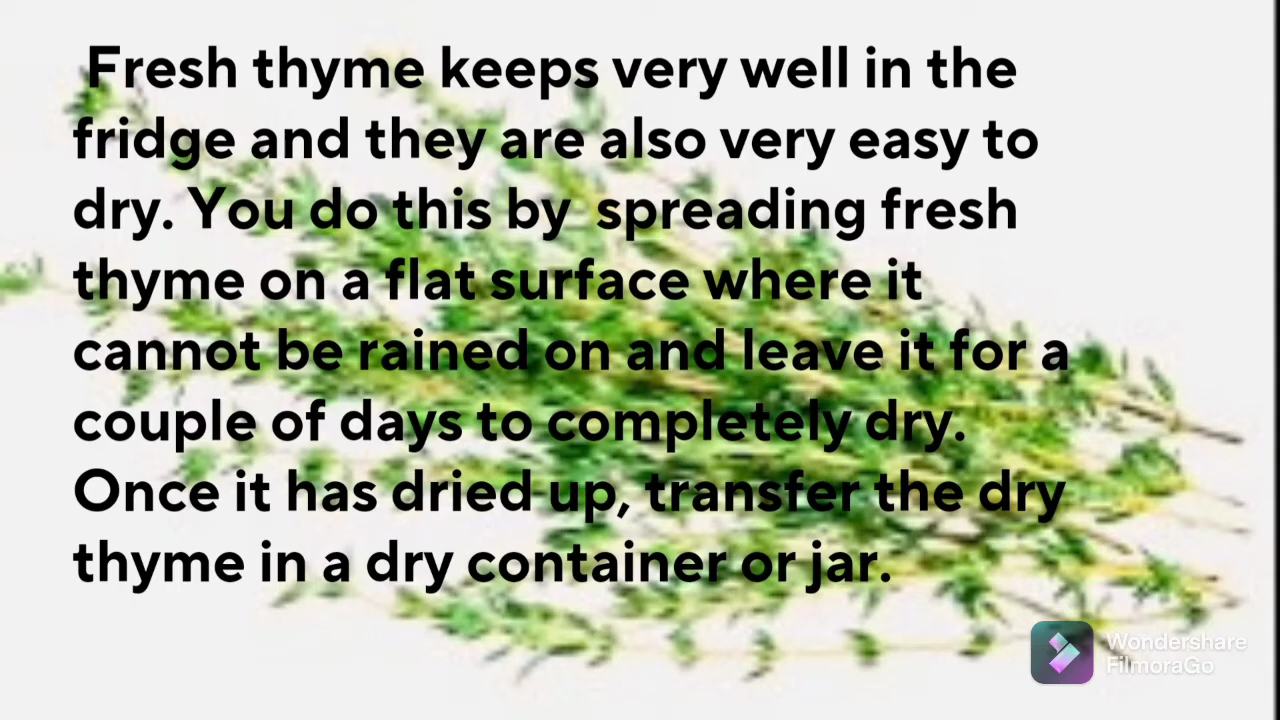 Fresh thyme keeps very well in the
fridge and they are also very easy to
dry. You do this by  spreading fresh
thyme on a flat surface where it
cannot be rained on and leave it for a
couple of days to completely dry.
Once it has dried up, transfer the dry
thyme in a dry container or jar.
Wondershare
FilmoraGo